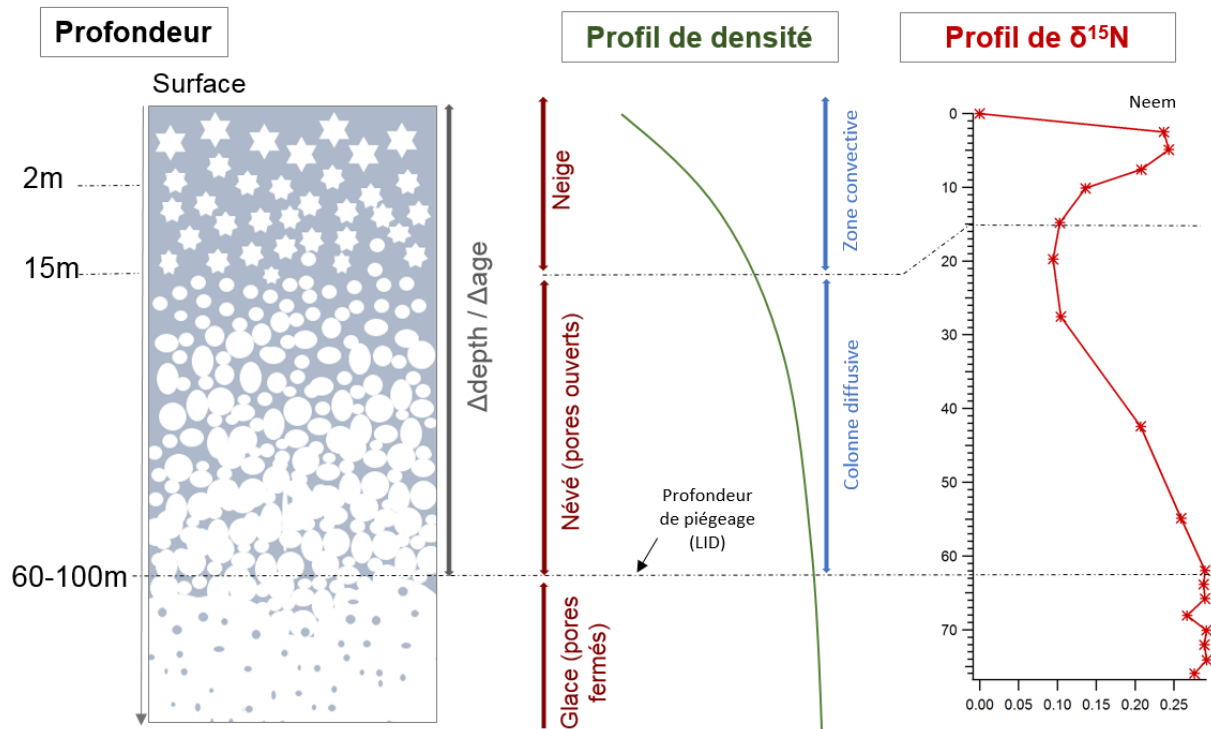 Profondeur
Profil de densité
Profil de δ¹⁵N
Surface
2m
15m
60-100m
Δdepth / Δage
Neige
Névé (pores ouverts)
Glace (pores
fermés)
Zone convective
Colonne diffusive
Profondeur
de piégeage
(LID)
Neem
0
10
20
30
40
50
60
70
0.00
0.05
0.10
0.15
0.20
0.25